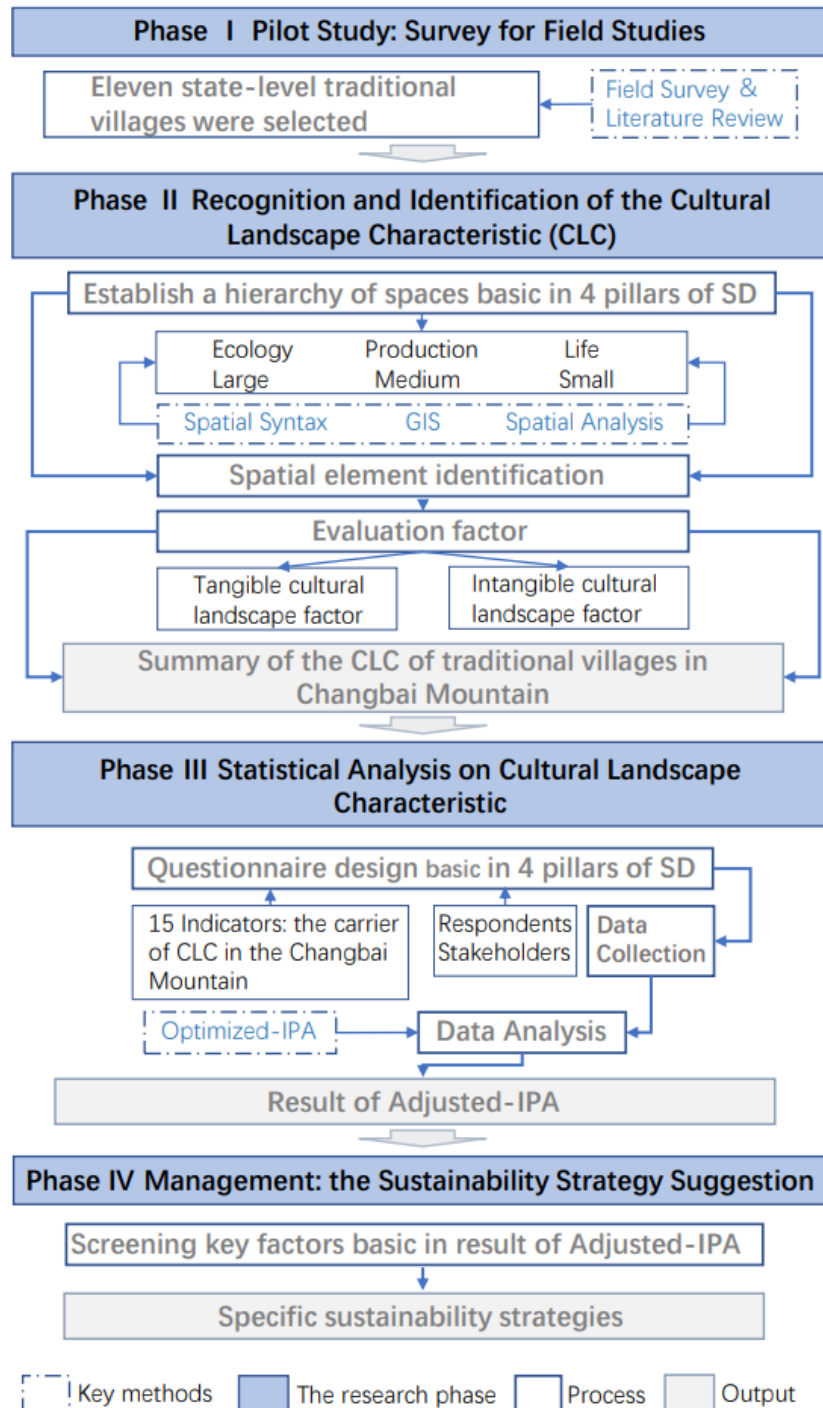 Phase Ⅰ Pilot Study: Survey for Field Studies
Eleven state-level traditional
villages were selected
Field Survey &
Literature Review
Phase Ⅱ Recognition and Identification of the Cultural
Landscape Characteristic (CLC)
Establish a hierarchy of spaces basic in 4 pillars of SD
Ecology Production Life
Large Medium Small
Spatial Syntax GIS Spatial Analysis
Spatial element identification
Evaluation factor
Tangible cultural
landscape factor
Intangible cultural
landscape factor
Summary of the CLC of traditional villages in
Changbai Mountain
Phase Ⅲ Statistical Analysis on Cultural Landscape
Characteristic
Questionnaire design basic in 4 pillars of SD
15 Indicators: the carrier
of CLC in the Changbai
Mountain
Respondents
Stakeholders
Data
Collection
Optimized-IPA
Data Analysis
Result of Adjusted-IPA
Phase Ⅳ Management: the Sustainability Strategy Suggestion
Screening key factors basic in result of Adjusted-IPA
Specific sustainability strategies
Key methods The research phase Process Output